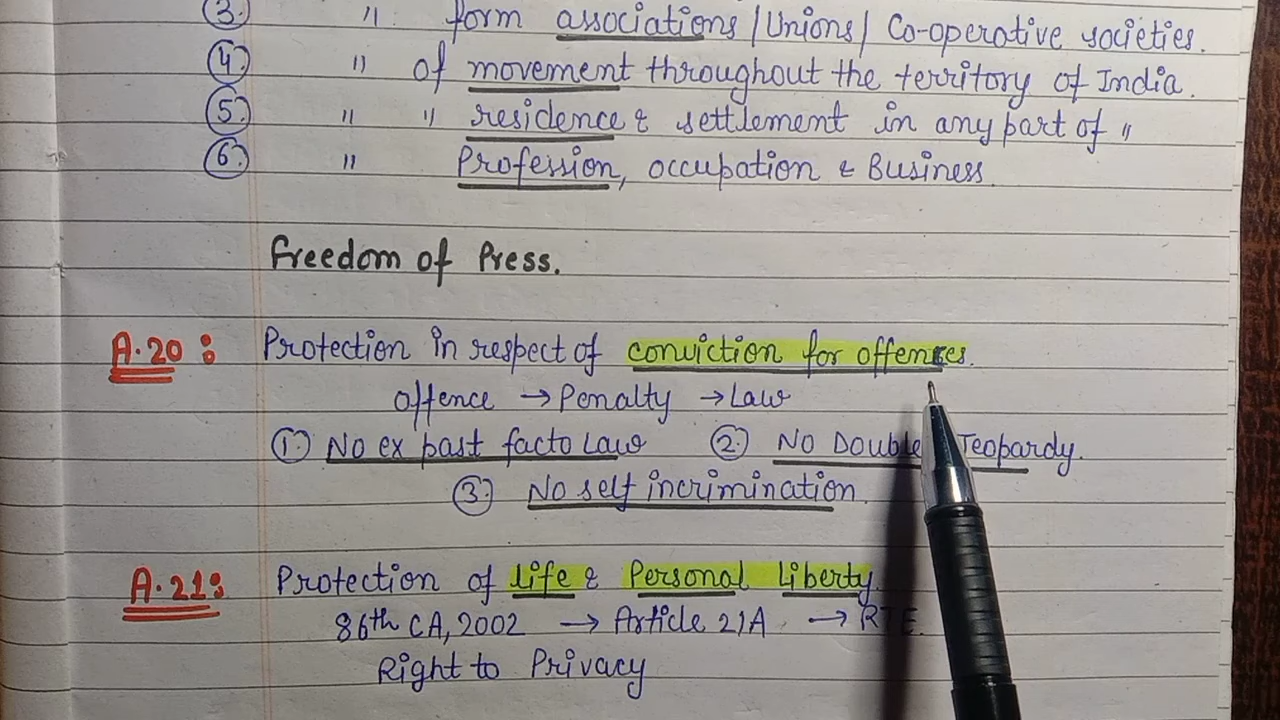 3. " form associations/Unions/Co-operative societies.
4. " of movement throughout the territory of India.
5. " " residence & settlement in any part of "
6. " Profession, occupation & Business.
Freedom of Press.
A.20: Protection in respect of conviction for offences.
offence → Penalty → Law
1. No ex past facto Law 2. No Double Jeopardy.
3. No self incrimination.
A.21: Protection of life & Personal Liberty.
86th CA, 2002 → Article 21A. → RTE.
Right to Privacy